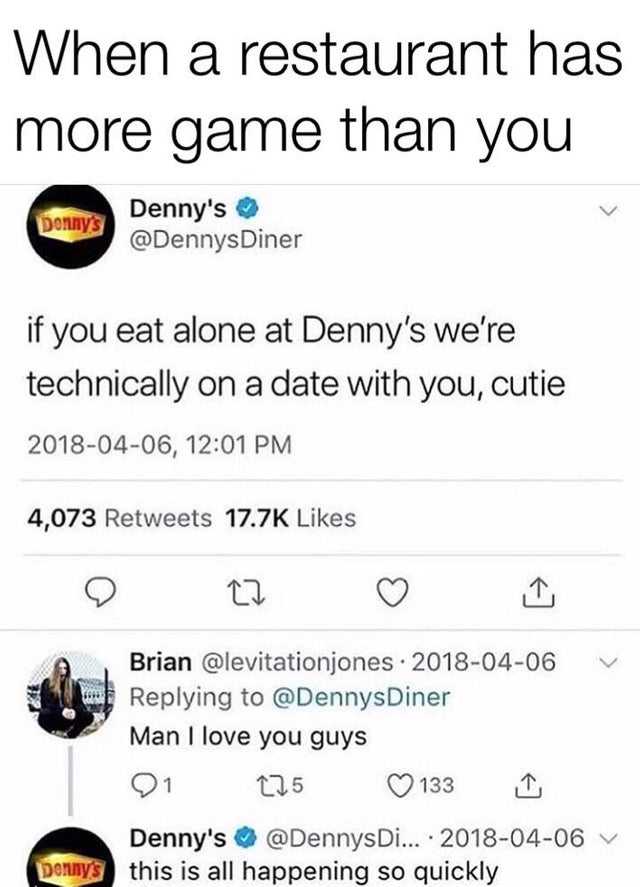 When a restaurant has
more game than you
Denny's
Denny's
@DennysDiner
if you eat alone at Denny's we're
technically on a date with you, cutie
2018-04-06, 12:01 PM
4,073 Retweets 17.7K Likes
Brian @levitationjones · 2018-04-06
Replying to @DennysDiner
Man I love you guys
1 5 133
Denny's @DennysDi... · 2018-04-06
Denny's
this is all happening so quickly